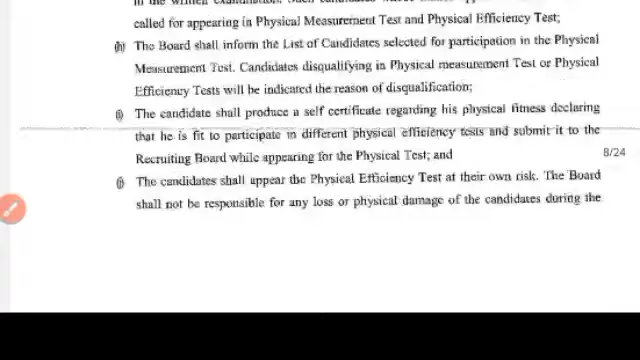 called for appearing in Physical Measurement Test and Physical Efficiency Test;
(h) The Board shall inform the List of Candidates selected for participation in the Physical
Measurement Test. Candidates disqualifying in Physical measurement Test or Physical
Efficiency Tests will be indicated the reason of disqualification;
(i) The candidate shall produce a self certificate regarding his physical fitness declaring
that he is fit to participate in different physical efficiency tests and submit it to the
Recruiting Board while appearing for the Physical Test; and
8/24
(j) The candidates shall appear the Physical Efficiency Test at their own risk. The Board
shall not be responsible for any loss or physical damage of the candidates during the